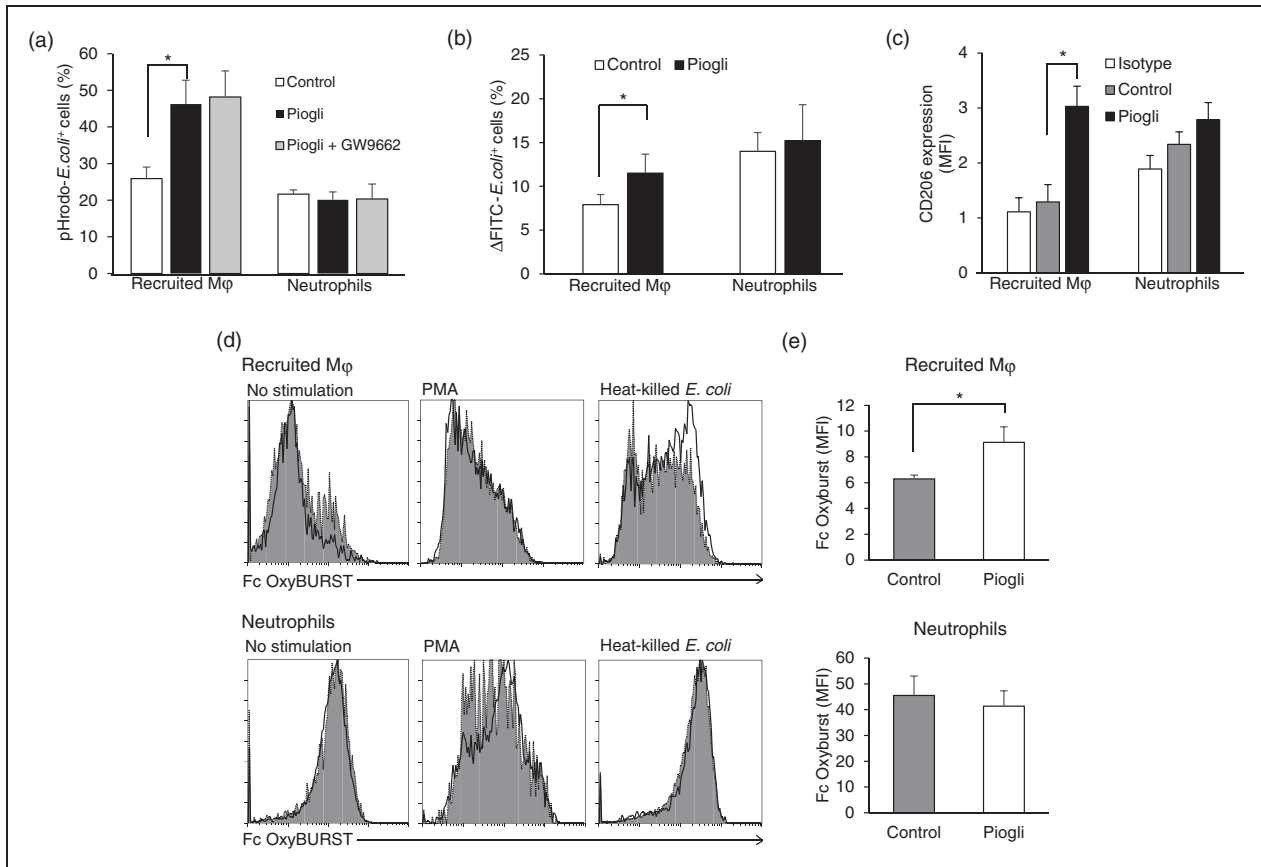 (a)
pHrodo-E.coli+ cells (%)
60
50
40
30
20
10
0
*
Control
Piogli
Piogli + GW9662
Recruited Mφ
Neutrophils
(b)
ΔFITC-E.coli+ cells (%)
25
20
15
10
5
0
Control
Piogli
*
Recruited Mφ
Neutrophils
(c)
CD206 expression
(MFI)
4
3
2
1
0
*
Isotype
Control
Piogli
Recruited Mφ
Neutrophils
(d)
Recruited Mφ
No stimulation
PMA
Heat-killed E. coli
Fc OxyBURST
Neutrophils
No stimulation
PMA
Heat-killed E. coli
Fc OxyBURST
(e)
Recruited Mφ
Fc Oxyburst (MFI)
12
10
8
6
4
2
0
*
Control
Piogli
Neutrophils
Fc Oxyburst (MFI)
60
50
40
30
20
10
0
Control
Piogli